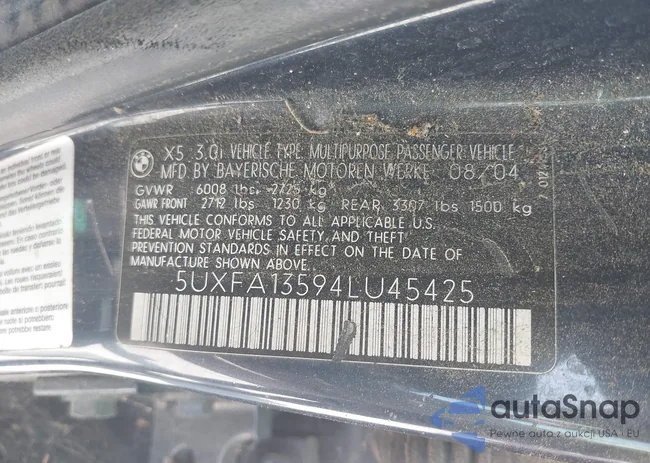 X5 3.0i VEHICLE TYPE: MULTIPURPOSE PASSENGER VEHICLE
MFD BY BAYERISCHE MOTOREN WERKE 08/04
GVWR 6008 lbs. 2725 kg
GAWR FRONT 2712 lbs 1230 kg REAR 3307 lbs 1500 kg
THIS VEHICLE CONFORMS TO ALL APPLICABLE U.S.
FEDERAL MOTOR VEHICLE SAFETY, AND THEFT
PREVENTION STANDARDS IN EFFECT ON THE DATE OF
MANUFACTURE SHOWN ABOVE.
5UXFA13594LU45425
autaSnap
Pewne auto z aukcji USA i EU